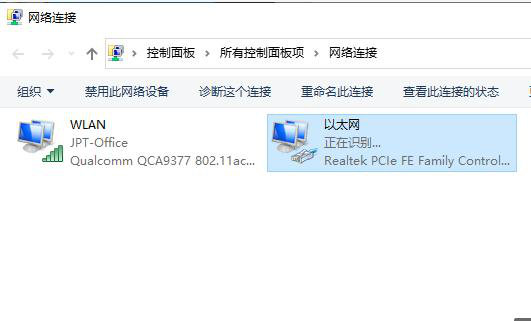 网络连接
控制面板 › 所有控制面板项 › 网络连接
组织 禁用此网络设备 诊断这个连接 重命名此连接 查看此连接的状态
WLAN
JPT-Office
Qualcomm QCA9377 802.11ac...
以太网
正在识别...
Realtek PCIe FE Family Control...